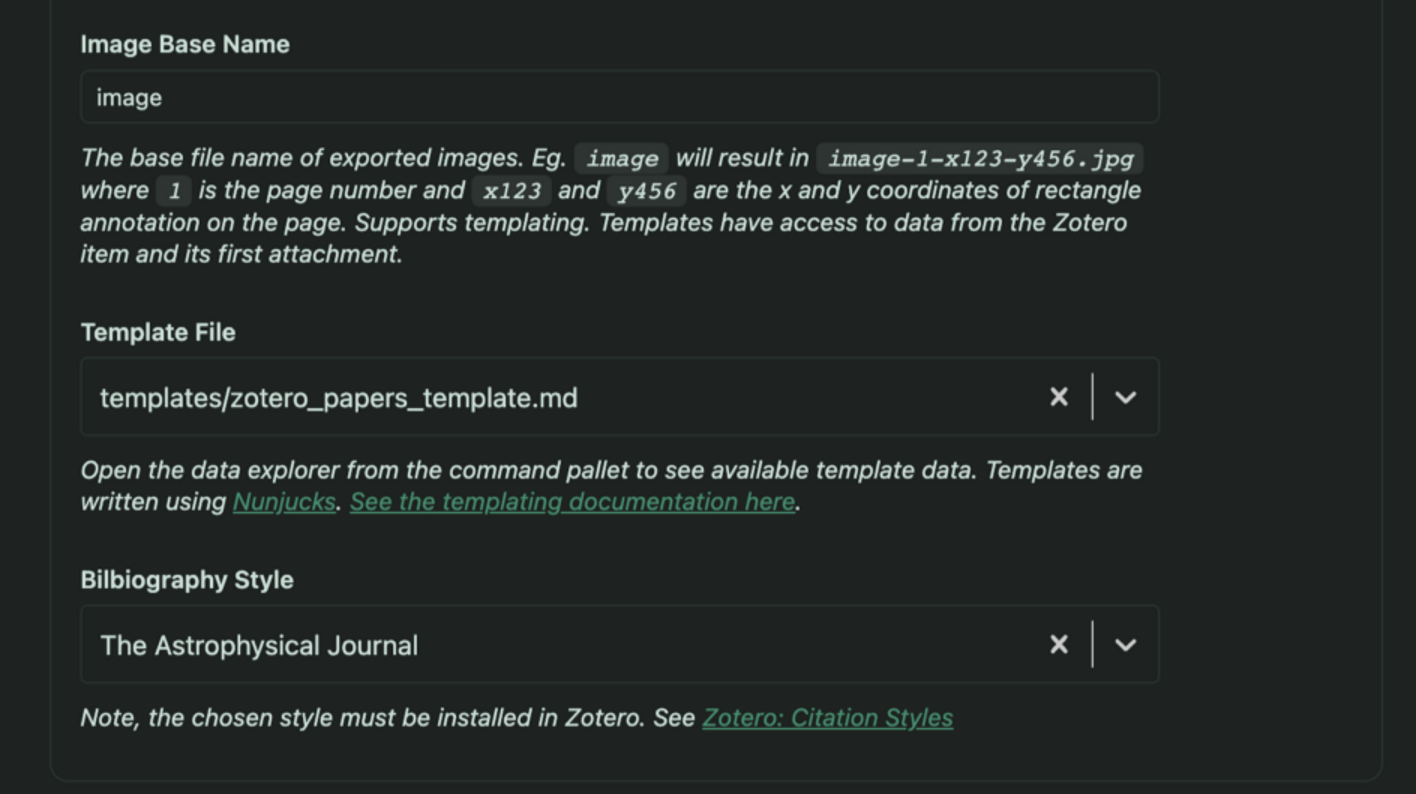 Image Base Name
image
The base file name of exported images. Eg. image will result in image-1-x123-y456.jpg
where 1 is the page number and x123 and y456 are the x and y coordinates of rectangle
annotation on the page. Supports templating. Templates have access to data from the Zotero
item and its first attachment.
Template File
templates/zotero_papers_template.md
Open the data explorer from the command pallet to see available template data. Templates are
written using Nunjucks. See the templating documentation here.
Bilbiography Style
The Astrophysical Journal
Note, the chosen style must be installed in Zotero. See Zotero: Citation Styles